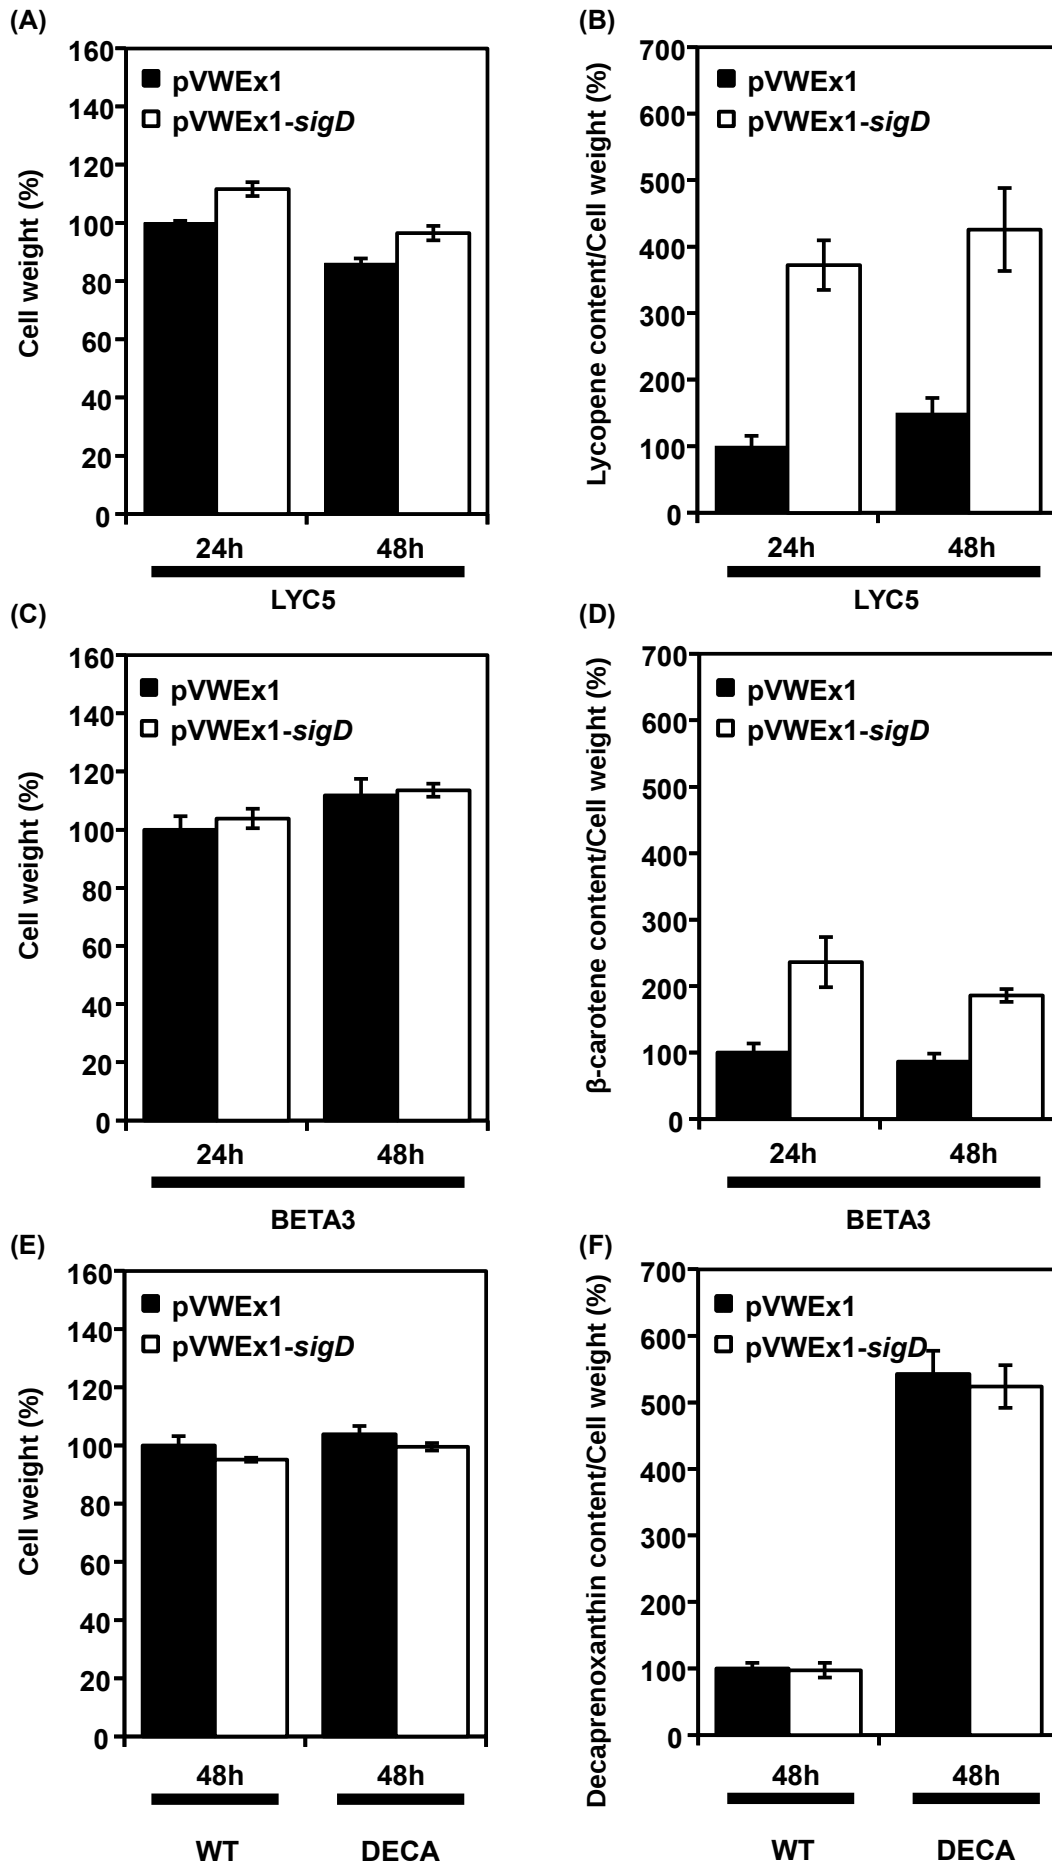 (A)
Cell weight (%)
160
140
120
100
80
60
40
20
0
pVWEx1
pVWEx1-sigD
24h 48h
LYC5
(B)
Lycopene content/Cell weight (%)
700
600
500
400
300
200
100
0
pVWEx1
pVWEx1-sigD
24h 48h
LYC5
(C)
Cell weight (%)
160
140
120
100
80
60
40
20
0
pVWEx1
pVWEx1-sigD
24h 48h
BETA3
(D)
β-carotene content/Cell weight (%)
700
600
500
400
300
200
100
0
pVWEx1
pVWEx1-sigD
24h 48h
BETA3
(E)
Cell weight (%)
160
140
120
100
80
60
40
20
0
pVWEx1
pVWEx1-sigD
48h 48h
WT DECA
(F)
Decaprenoxanthin content/Cell weight (%)
700
600
500
400
300
200
100
0
pVWEx1
pVWEx1-sigD
48h 48h
WT DECA